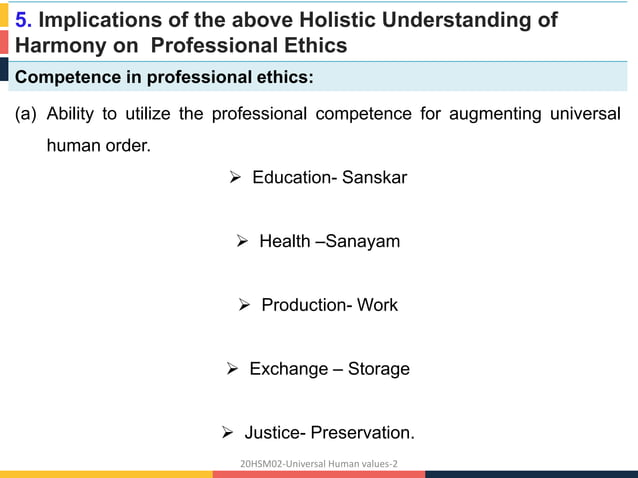 5. Implications of the above Holistic Understanding of
Harmony on Professional Ethics
Competence in professional ethics:
(a) Ability to utilize the professional competence for augmenting universal
human order.
➢ Education- Sanskar
➢ Health –Sanayam
➢ Production- Work
➢ Exchange – Storage
➢ Justice- Preservation.
20HSM02-Universal Human values-2